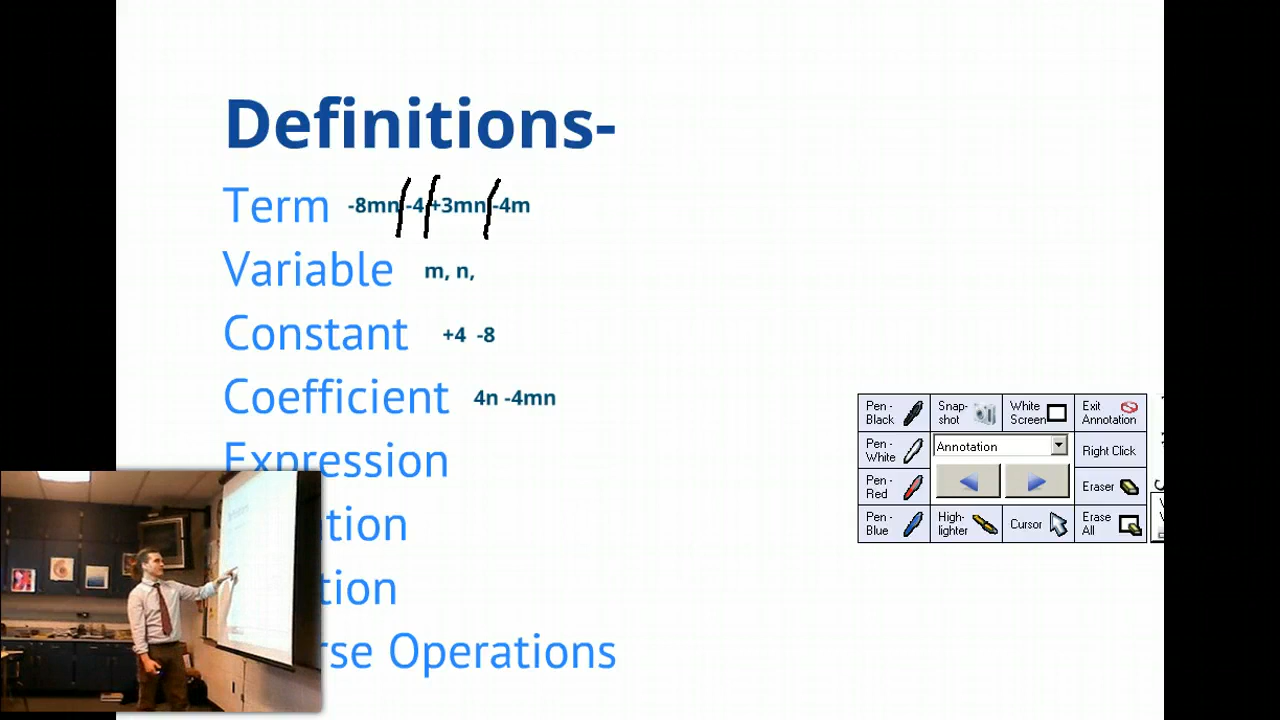 Definitions-
Term -8mn -4 +3mn -4m
Variable m, n,
Constant +4 -8
Coefficient 4n -4mn
Expression
tion
tion
rse Operations
Pen - Black
Snap- shot
White Screen
Exit Annotation
Pen - White
Annotation
Right Click
Pen - Red
Eraser
Pen - Blue
High- lighter
Cursor
Erase All